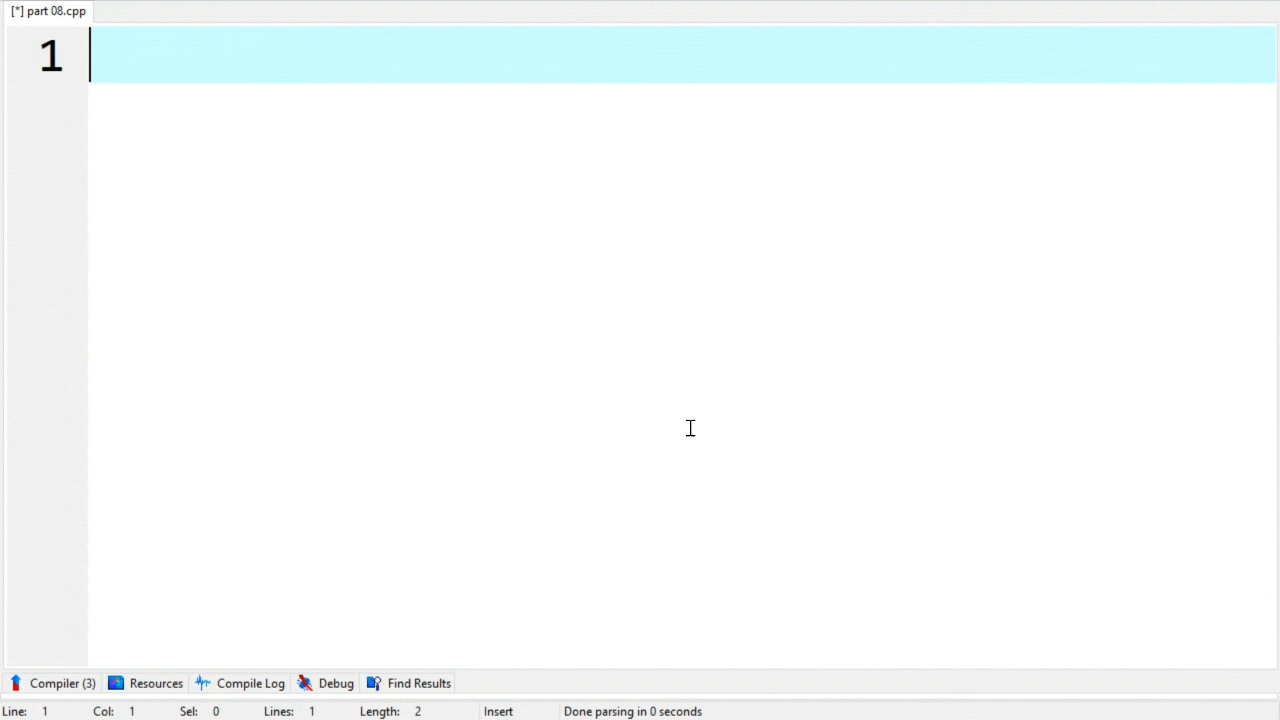 [*] part 08.cpp
1
Compiler (3) Resources Compile Log Debug Find Results
Line: 1 Col: 1 Sel: 0 Lines: 1 Length: 2 Insert Done parsing in 0 seconds